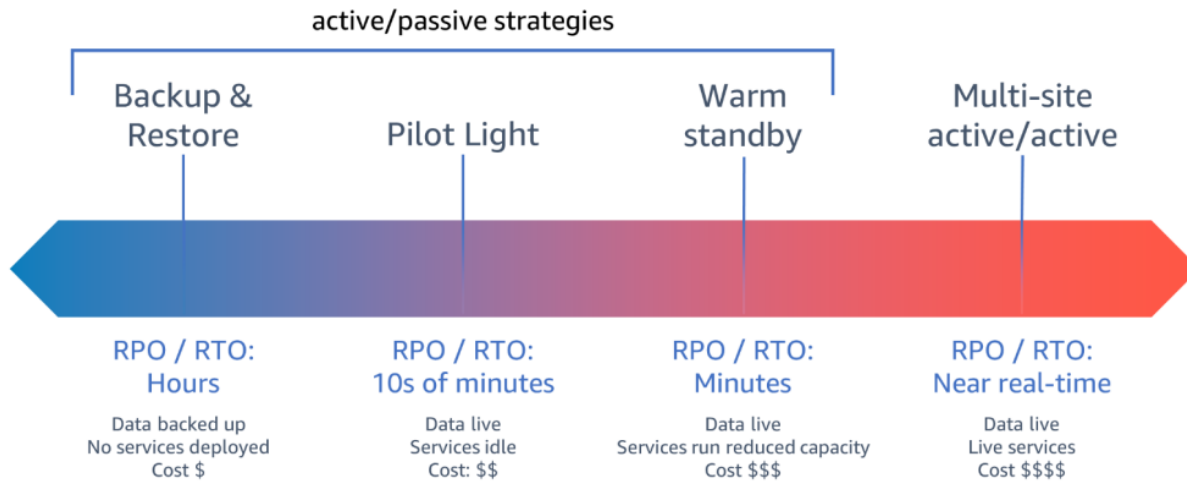 active/passive strategies
Backup &
Restore
Pilot Light
Warm
standby
Multi-site
active/active
RPO / RTO:
Hours
Data backed up
No services deployed
Cost $
RPO / RTO:
10s of minutes
Data live
Services idle
Cost: $$
RPO / RTO:
Minutes
Data live
Services run reduced capacity
Cost $$$
RPO / RTO:
Near real-time
Data live
Live services
Cost $$$$